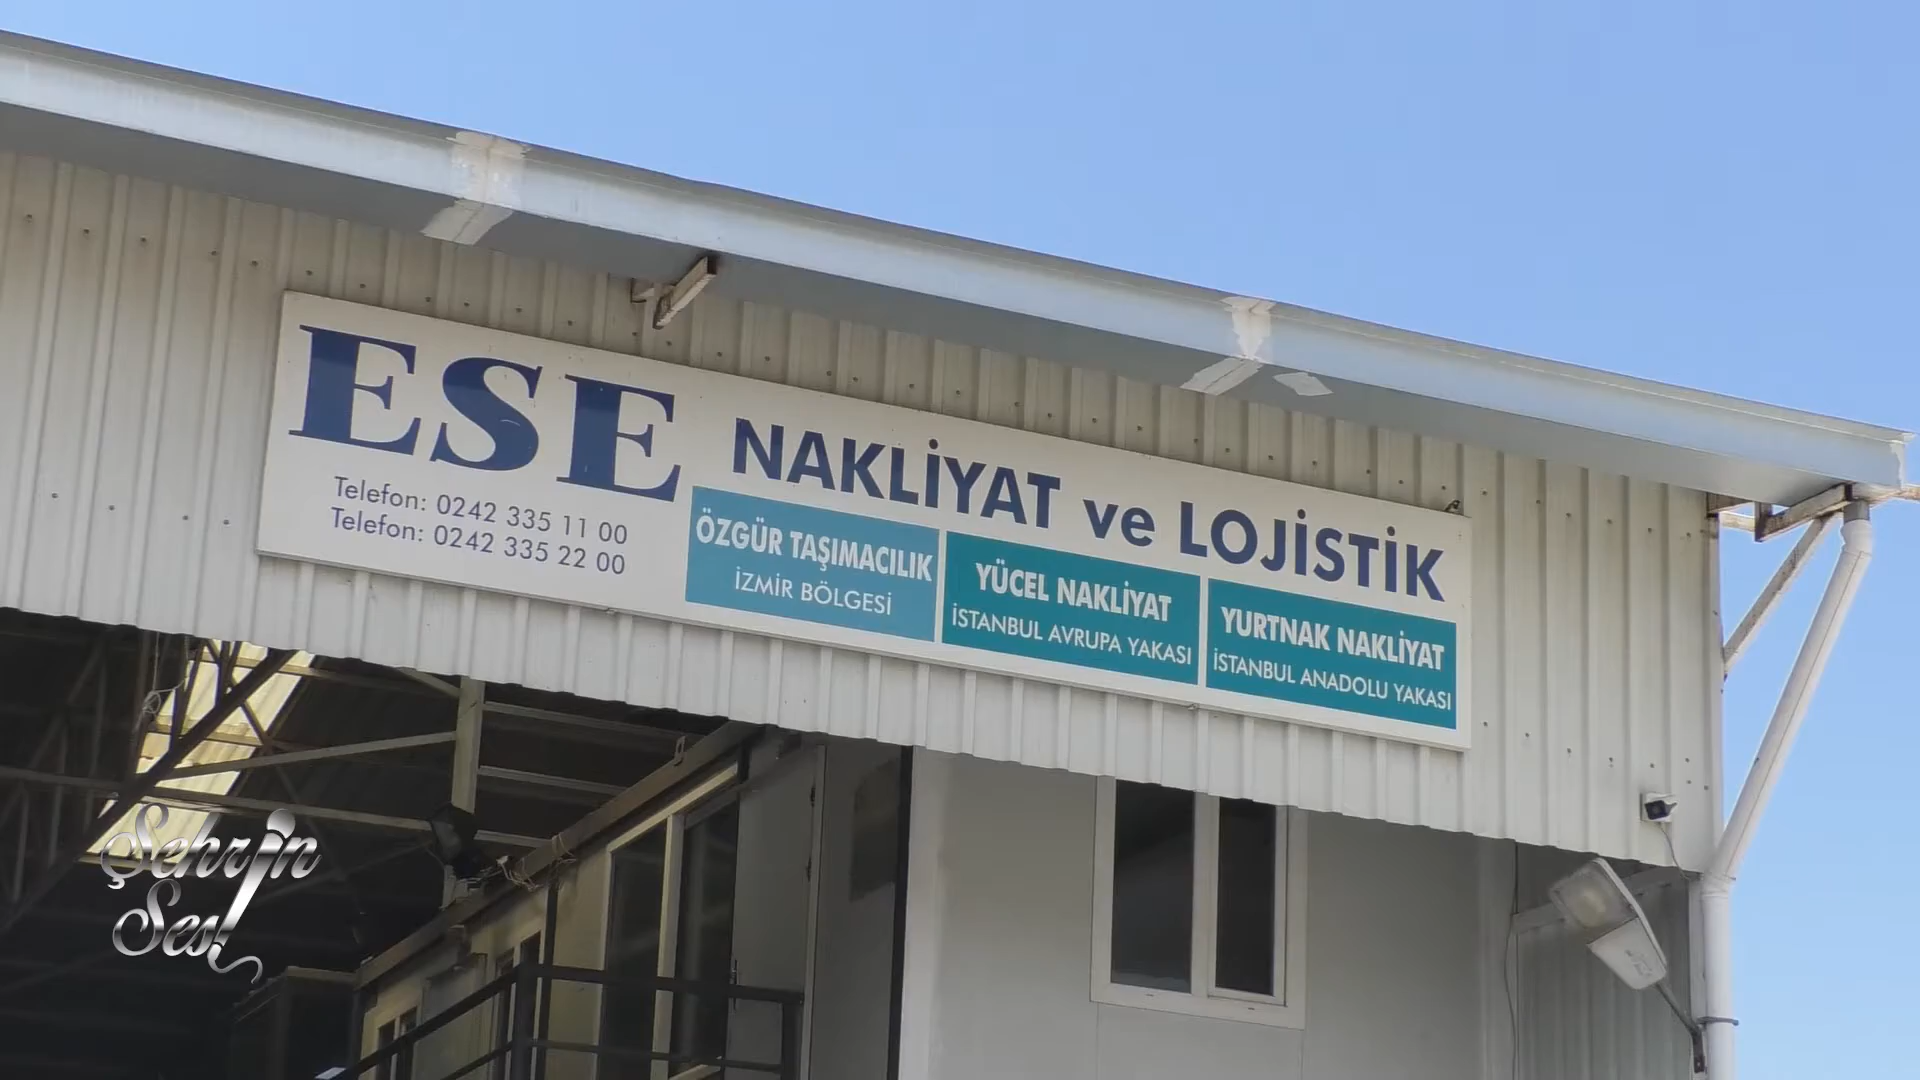 ESE NAKLİYAT ve LOJİSTİK
Telefon: 0242 335 11 00
Telefon: 0242 335 22 00
ÖZGÜR TAŞIMACILIK
İZMİR BÖLGESİ
YÜCEL NAKLİYAT
İSTANBUL AVRUPA YAKASI
YURTNAK NAKLİYAT
İSTANBUL ANADOLU YAKASI
Şehrin
Sesi